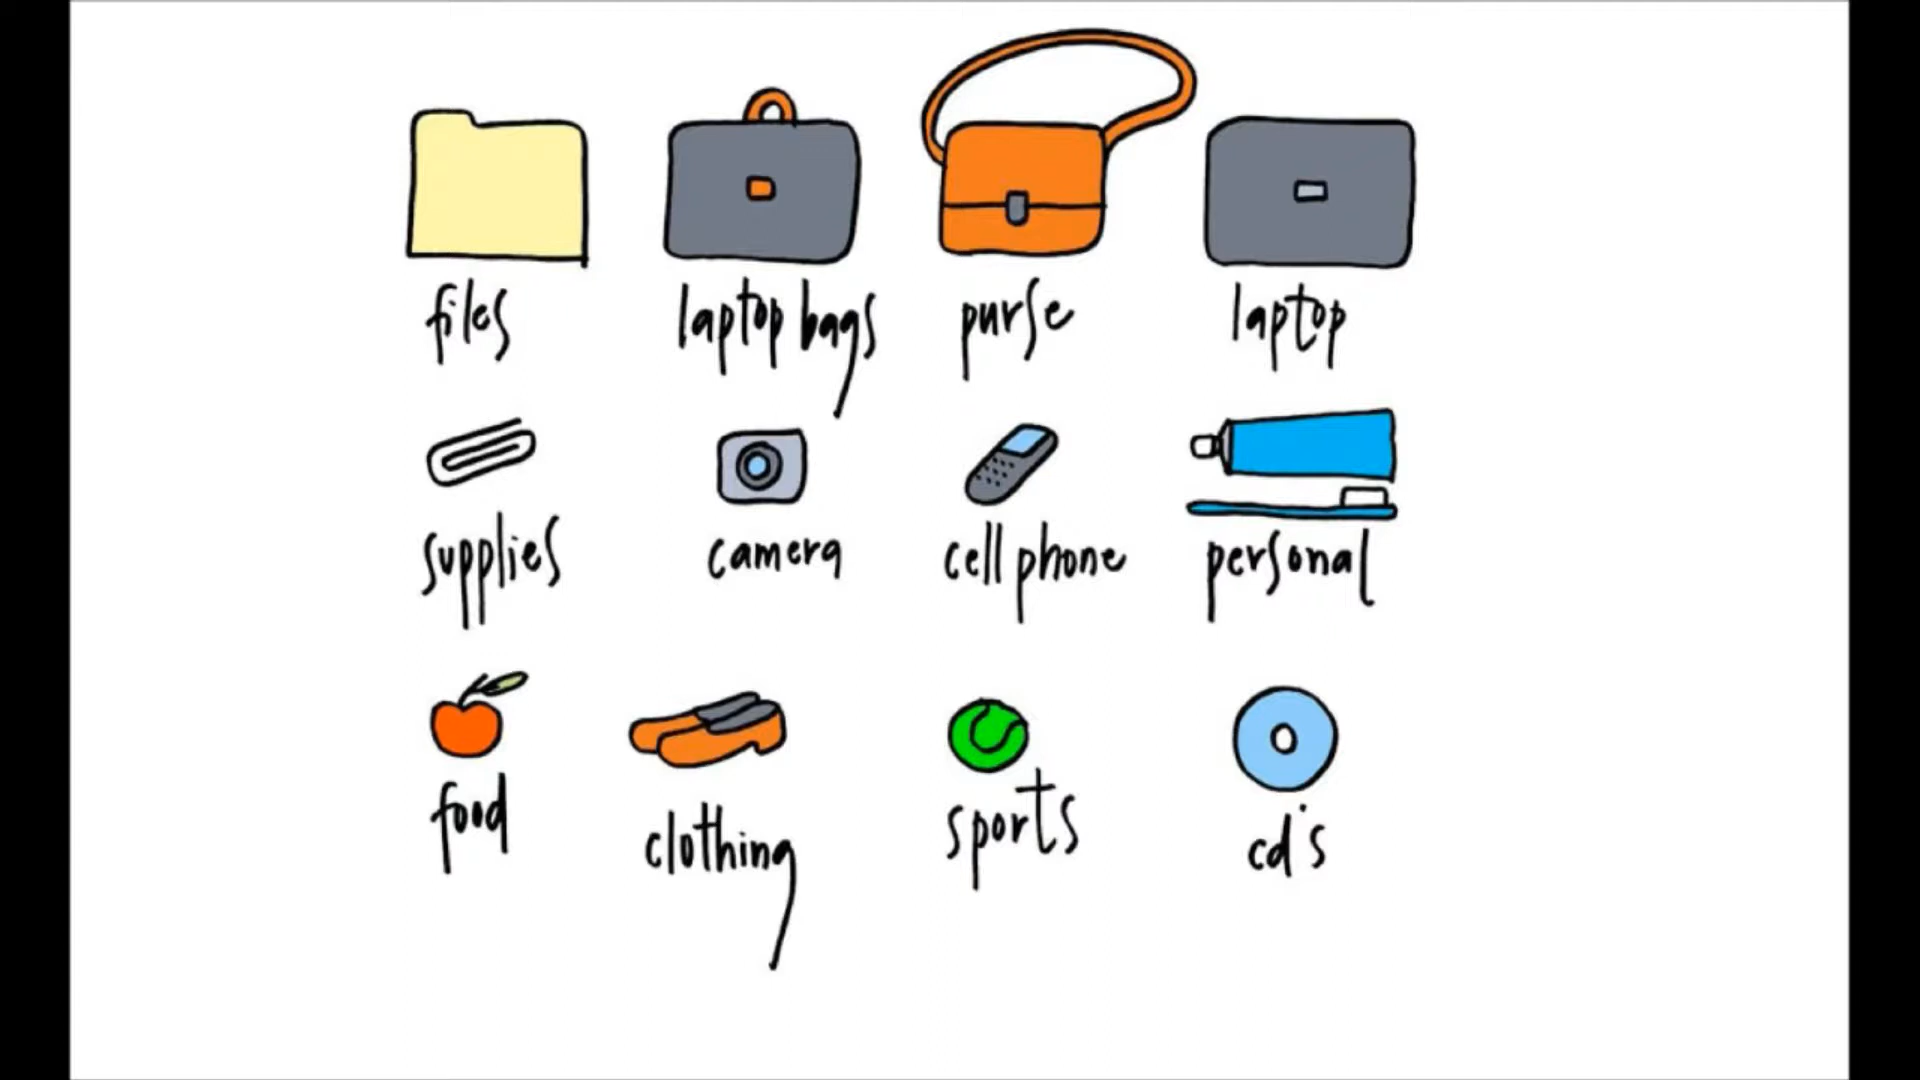 files
laptop bags
purse
laptop
supplies
camera
cell phone
personal
food
clothing
sports
cd's